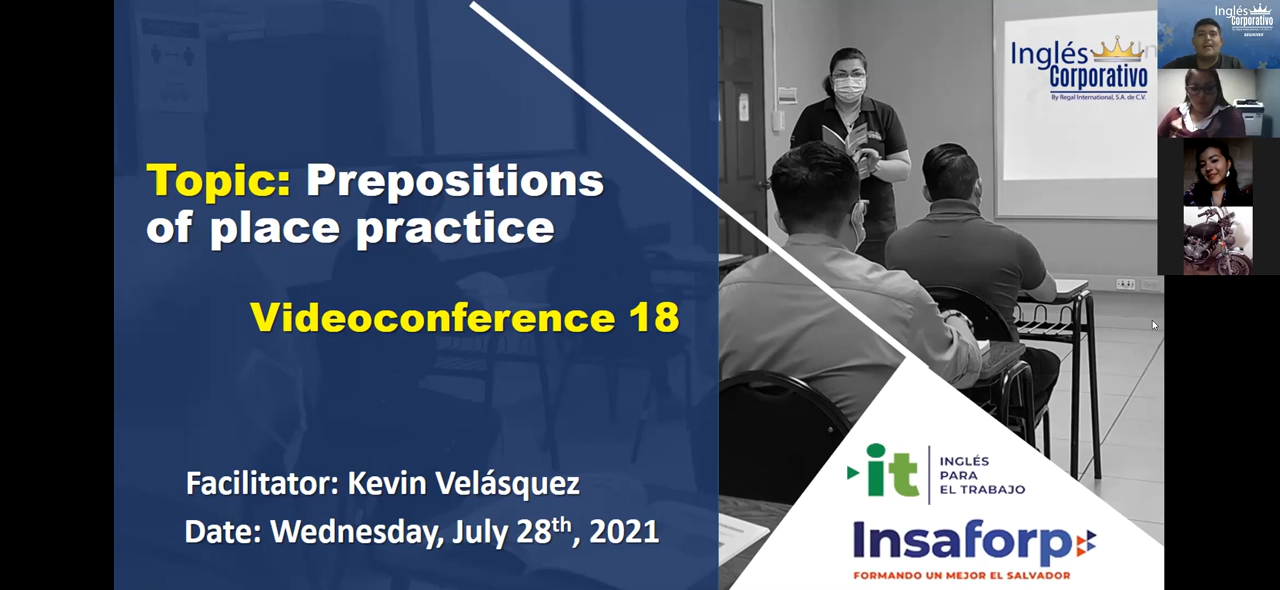 Topic: Prepositions
of place practice
Videoconference 18
Facilitator: Kevin Velásquez
Date: Wednesday, July 28th, 2021
Inglés
Corporativo
By Regal International, S.A. de C.V.
it
INGLÉS
PARA
EL TRABAJO
Insaforp
FORMANDO UN MEJOR EL SALVADOR
Inglés
Corporativo